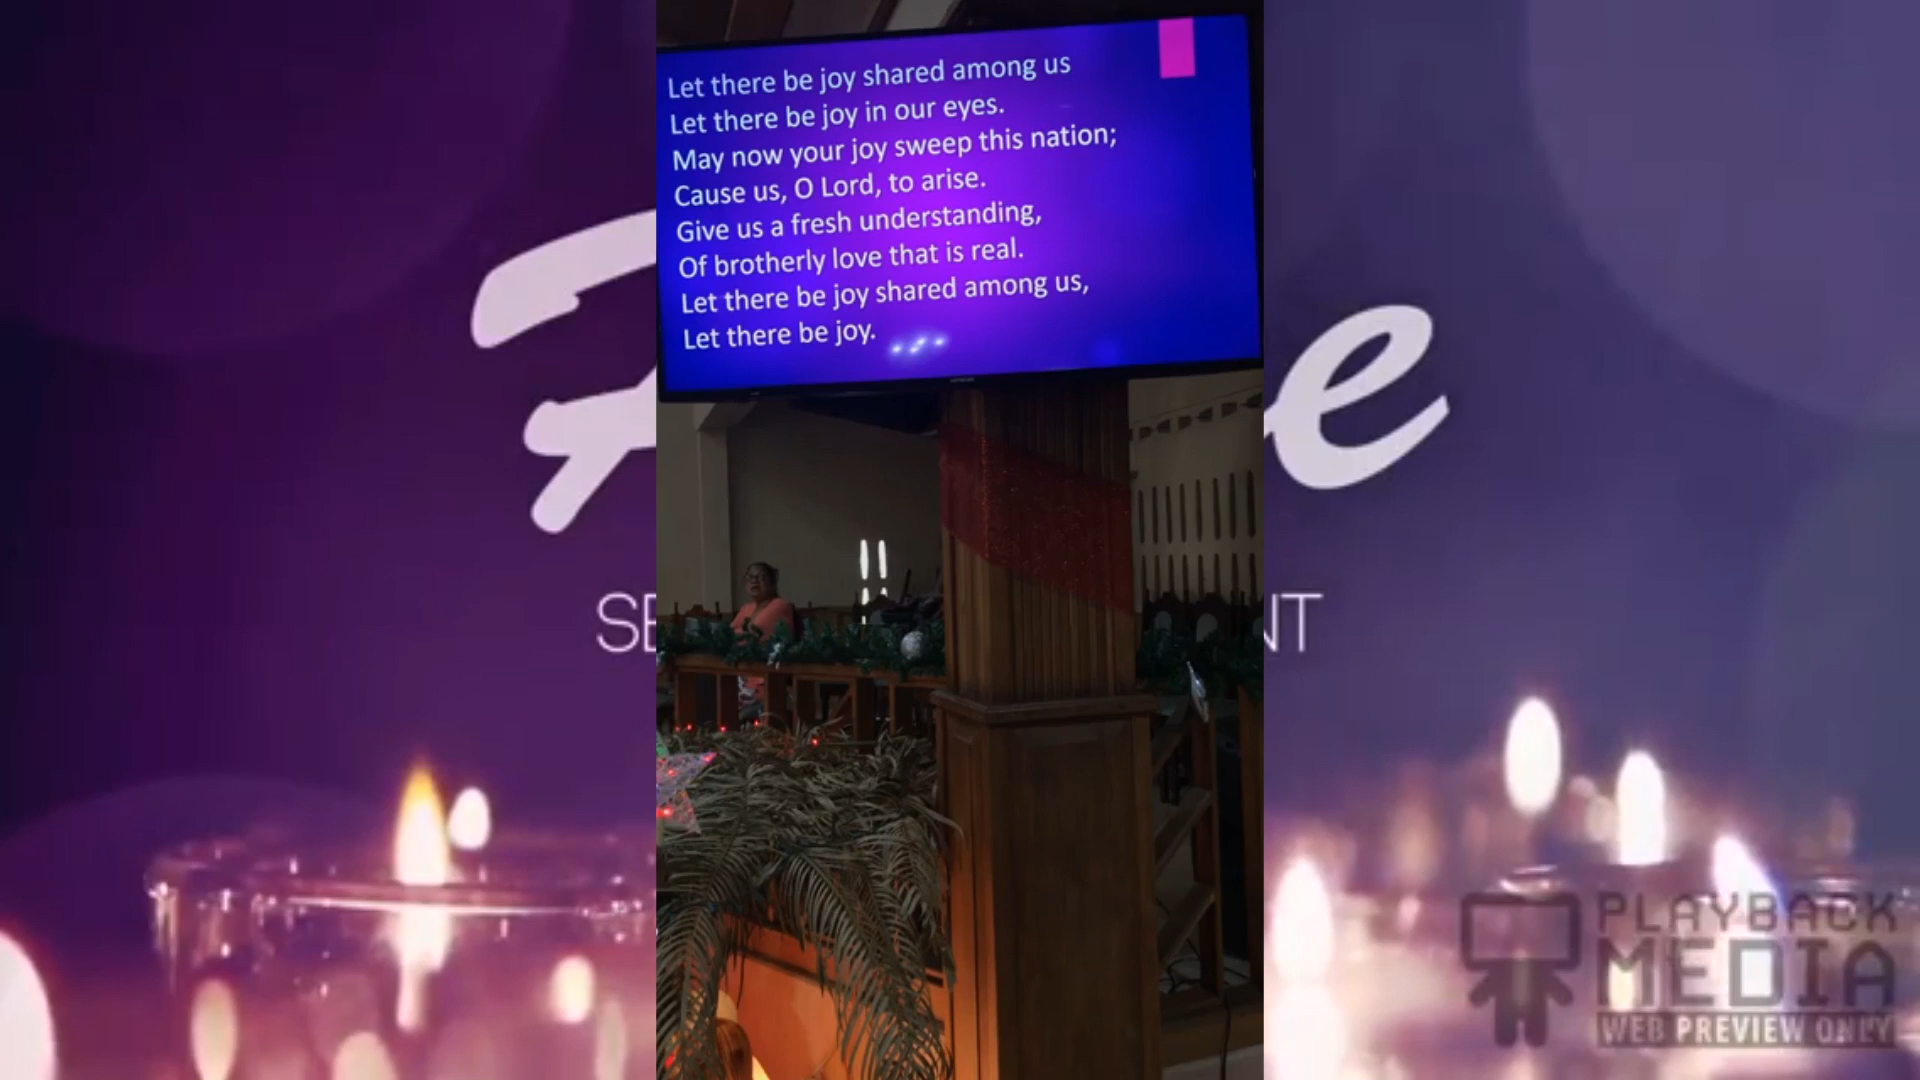 Let there be joy shared among us
Let there be joy in our eyes.
May now your joy sweep this nation;
Cause us, O Lord, to arise.
Give us a fresh understanding,
Of brotherly love that is real.
Let there be joy shared among us,
Let there be joy.
PLAYBACK
MEDIA
WEB PREVIEW ONLY